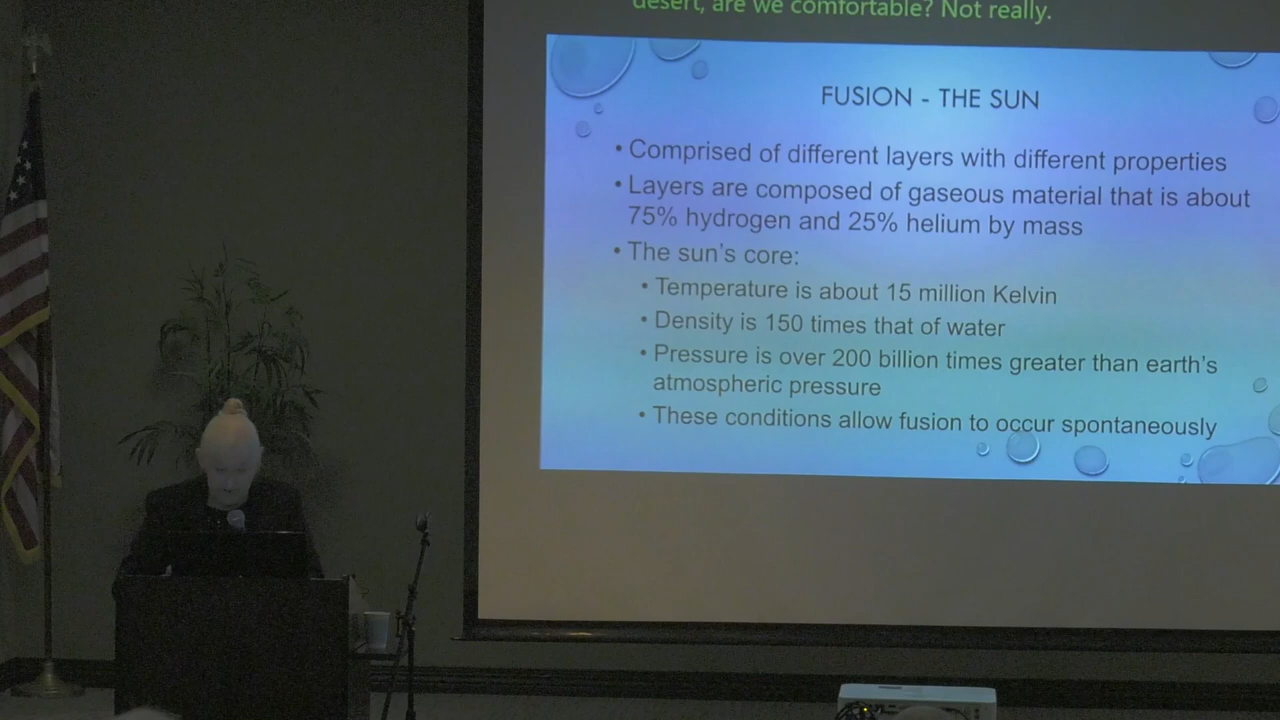 desert, are we comfortable? Not really.
FUSION - THE SUN
• Comprised of different layers with different properties
• Layers are composed of gaseous material that is about
75% hydrogen and 25% helium by mass
• The sun's core:
• Temperature is about 15 million Kelvin
• Density is 150 times that of water
• Pressure is over 200 billion times greater than earth's
atmospheric pressure
• These conditions allow fusion to occur spontaneously